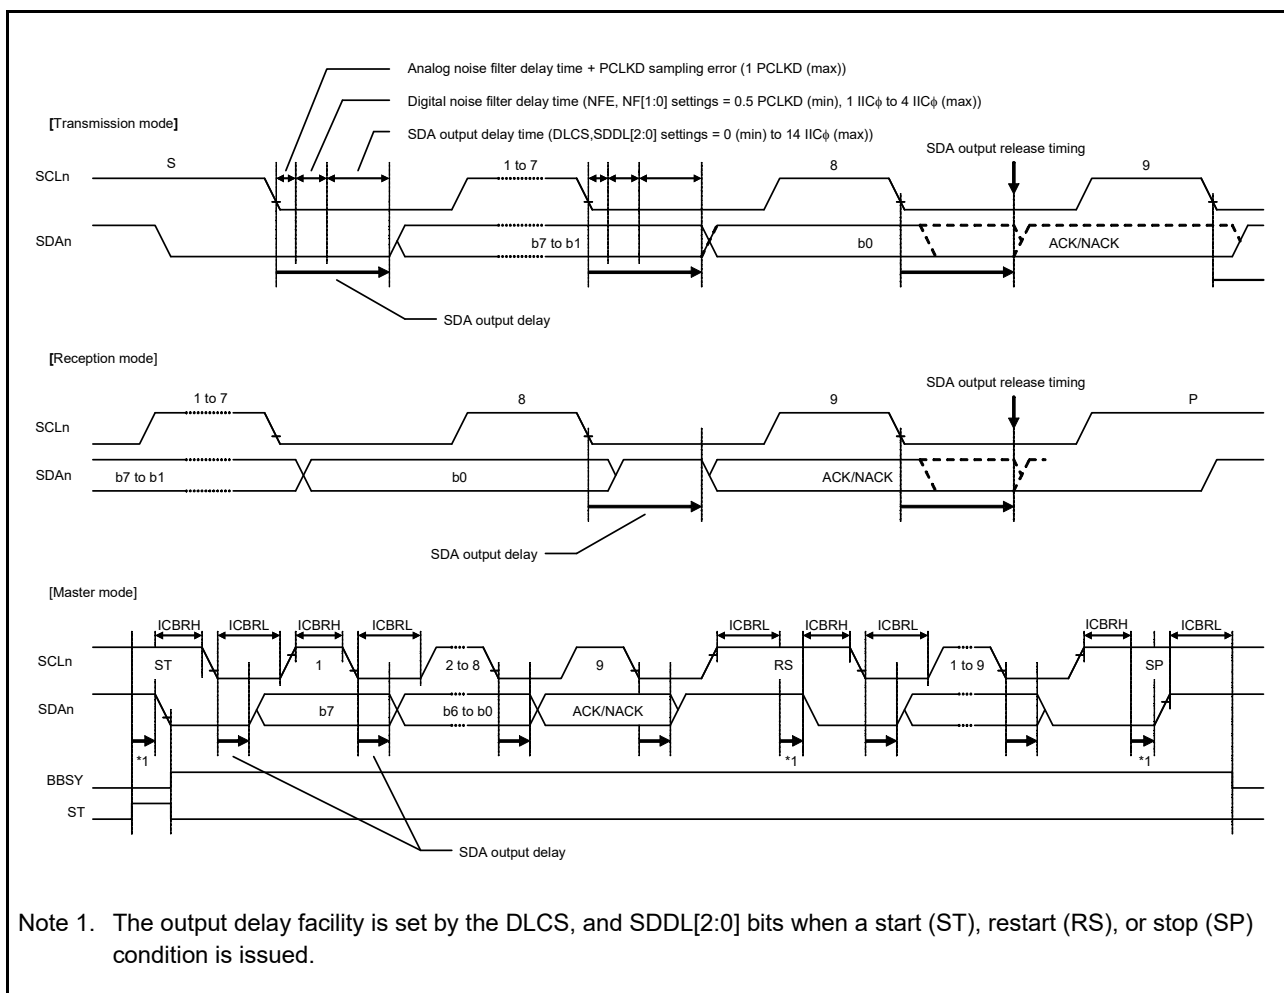 Analog noise filter delay time + PCLKD sampling error (1 PCLKD (max))
Digital noise filter delay time (NFE, NF[1:0] settings = 0.5 PCLKD (min), 1 IICφ to 4 IICφ (max))
[Transmission mode]
SDA output delay time (DLCS,SDDL[2:0] settings = 0 (min) to 14 IICφ (max))
SDA output release timing
S
1 to 7
8
9
SCLn
SDAn
b7 to b1
b0
ACK/NACK
SDA output delay
[Reception mode]
SDA output release timing
1 to 7
8
9
P
SCLn
SDAn
b7 to b1
b0
ACK/NACK
SDA output delay
[Master mode]
ICBRH
ICBRL
ICBRH
ICBRL
ICBRL
ICBRH
ICBRL
ICBRH
ICBRL
SCLn
ST
1
2 to 8
9
RS
1 to 9
SP
SDAn
b7
b6 to b0
ACK/NACK
*1
*1
*1
BBSY
ST
SDA output delay
Note 1. The output delay facility is set by the DLCS, and SDDL[2:0] bits when a start (ST), restart (RS), or stop (SP)
condition is issued.